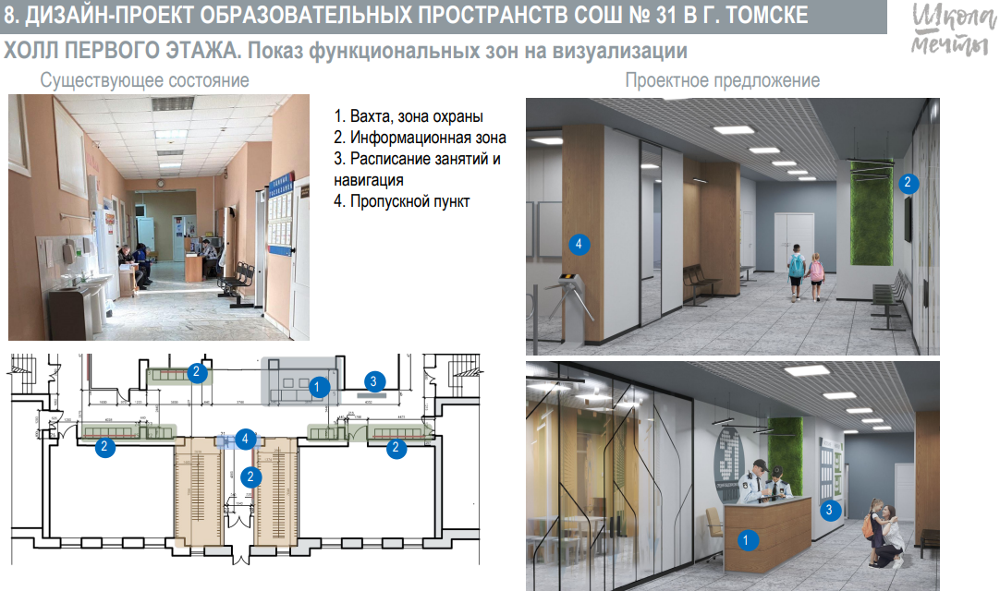 8. ДИЗАЙН-ПРОЕКТ ОБРАЗОВАТЕЛЬНЫХ ПРОСТРАНСТВ СОШ № 31 В Г. ТОМСКЕ
Школа
мечты
ХОЛЛ ПЕРВОГО ЭТАЖА. Показ функциональных зон на визуализации
Существующее состояние
Проектное предложение
1. Вахта, зона охраны
2. Информационная зона
3. Расписание занятий и
навигация
4. Пропускной пункт
2
4
2
1
3
2
4
2
2
31
1
3